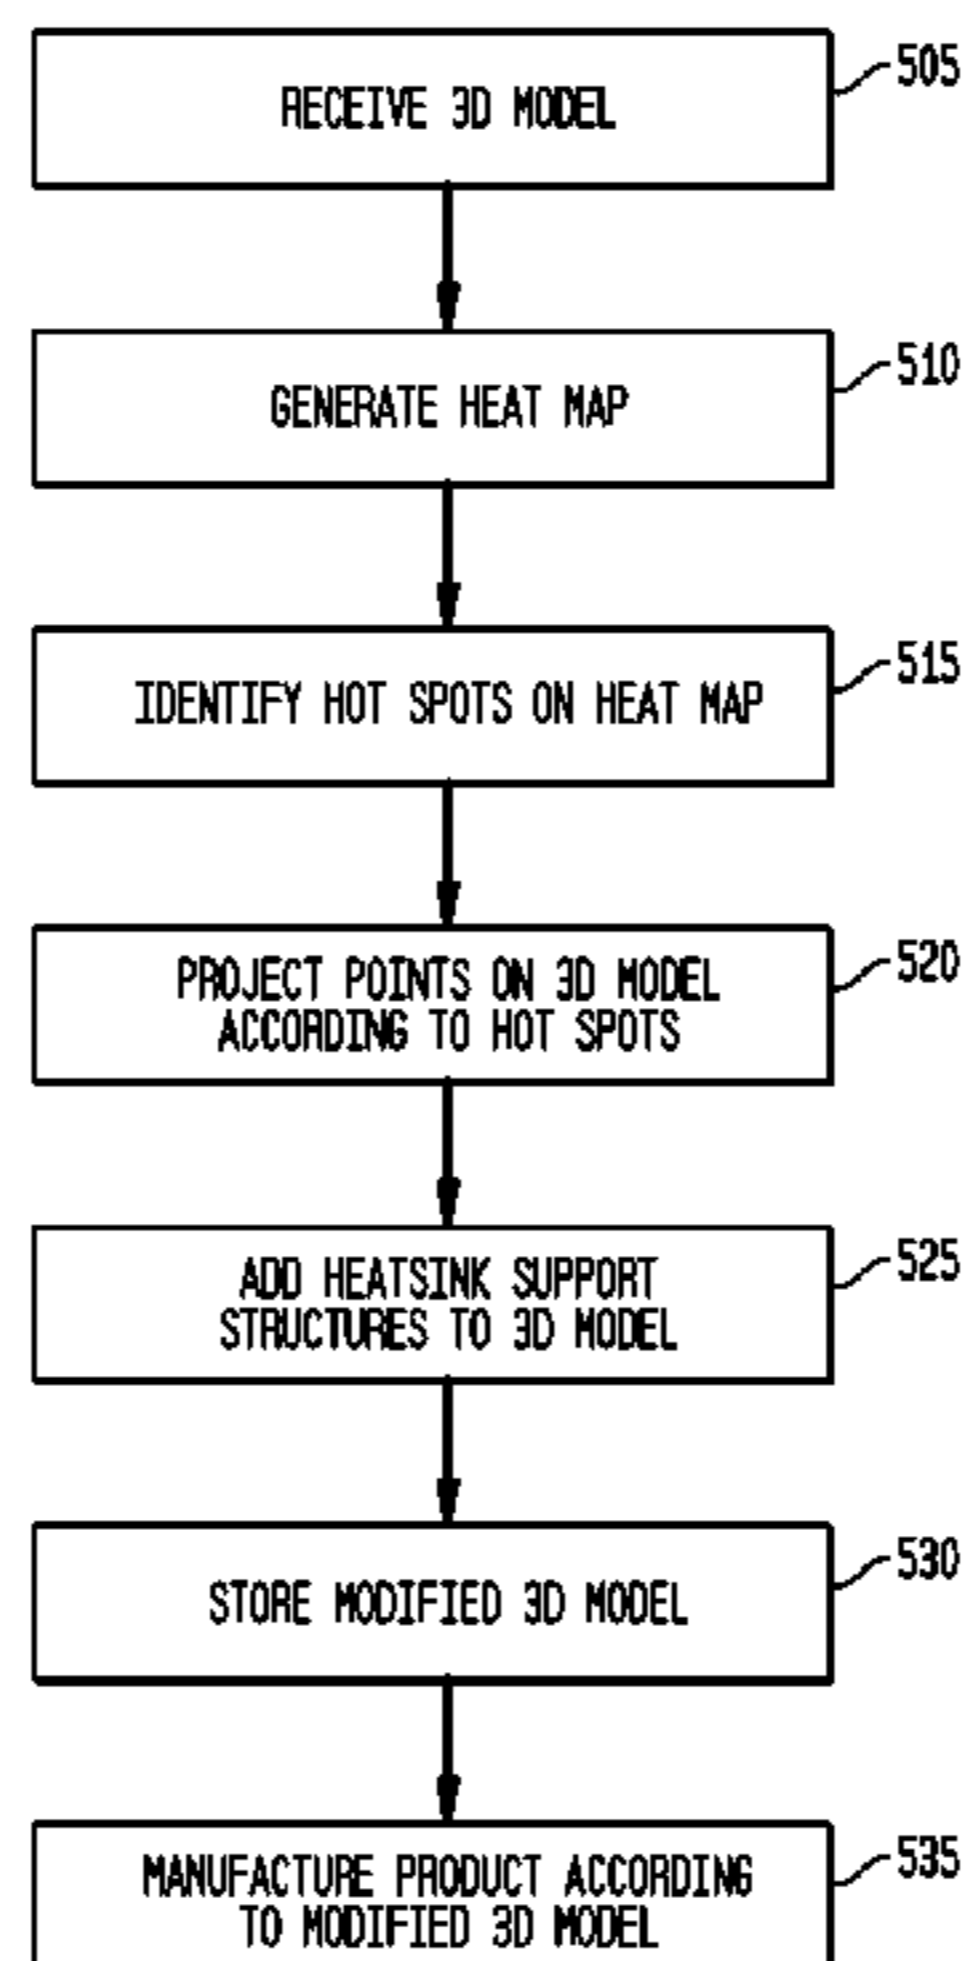 RECEIVE 3D MODEL
505
GENERATE HEAT MAP
510
IDENTIFY HOT SPOTS ON HEAT MAP
515
PROJECT POINTS ON 3D MODEL
ACCORDING TO HOT SPOTS
520
ADD HEATSINK SUPPORT
STRUCTURES TO 3D MODEL
525
STORE MODIFIED 3D MODEL
530
MANUFACTURE PRODUCT ACCORDING
TO MODIFIED 3D MODEL
535